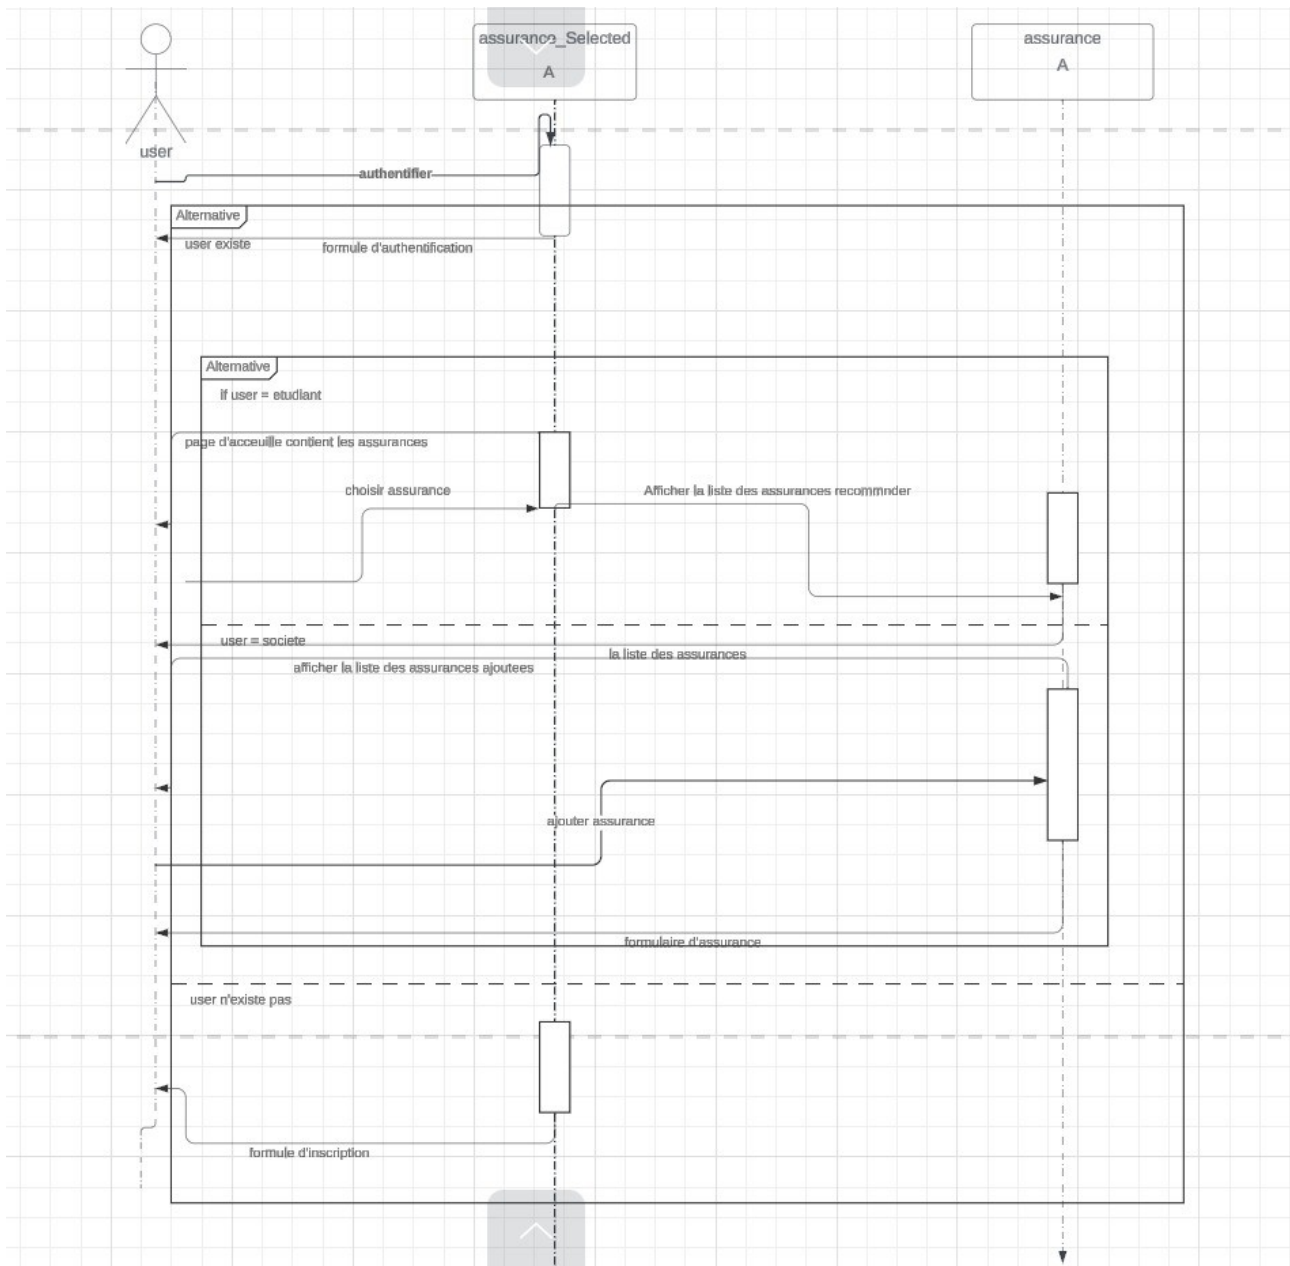 assurance_Selected
A
assurance
A
user
authentifier
Alternative
user existe
formule d'authentification
Alternative
if user = etudiant
page d'acceuille contient les assurances
choisir assurance
Afficher la liste des assurances recommnder
user = societe
la liste des assurances
afficher la liste des assurances ajoutees
ajouter assurance
formulaire d'assurance
user n'existe pas
formule d'inscription